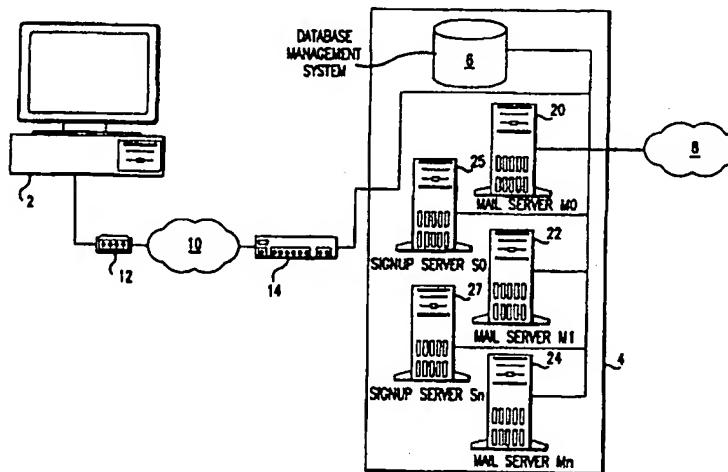 DATABASE
MANAGEMENT
SYSTEM
6
20
8
25
MAIL SERVER M0
2
10
12
14
SIGNUP SERVER S0
22
27
MAIL SERVER M1
24
4
SIGNUP SERVER Sn
MAIL SERVER Mn